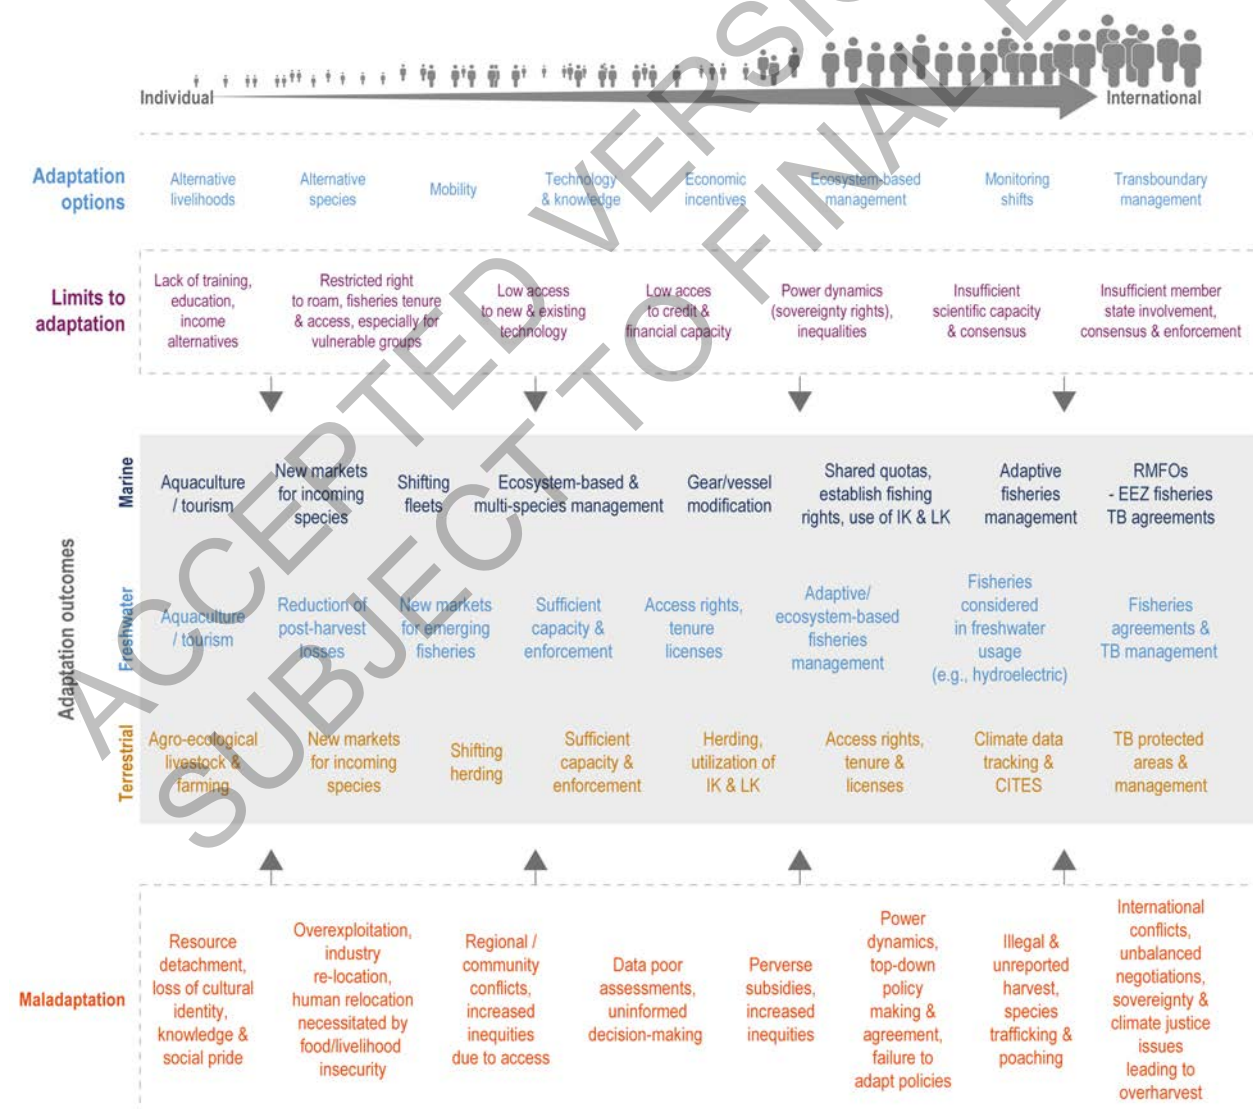 Individual
International
Adaptation
options
Alternative
livelihoods
Alternative
species
Mobility
Technology
& knowledge
Economic
incentives
Ecosystem-based
management
Monitoring
shifts
Transboundary
management
Limits to
adaptation
Lack of training,
education,
income
alternatives
Restricted right
to roam, fisheries tenure
& access, especially for
vulnerable groups
Low access
to new & existing
technology
Low acces
to credit &
financial capacity
Power dynamics
(sovereignty rights),
inequalities
Insufficient
scientific capacity
& consensus
Insufficient member
state involvement,
consensus & enforcement
Adaptation outcomes
Marine
Aquaculture
/ tourism
New markets
for incoming
species
Shifting
fleets
Ecosystem-based &
multi-species management
Gear/vessel
modification
Shared quotas,
establish fishing
rights, use of IK & LK
Adaptive
fisheries
management
RMFOs
- EEZ fisheries
TB agreements
Freshwater
Aquaculture
/ tourism
Reduction of
post-harvest
losses
New markets
for emerging
fisheries
Sufficient
capacity &
enforcement
Access rights,
tenure
licenses
Adaptive/
ecosystem-based
fisheries
management
Fisheries
considered
in freshwater
usage
(e.g., hydroelectric)
Fisheries
agreements &
TB management
Terrestrial
Agro-ecological
livestock &
farming
New markets
for incoming
species
Shifting
herding
Sufficient
capacity &
enforcement
Herding,
utilization of
IK & LK
Access rights,
tenure &
licenses
Climate data
tracking &
CITES
TB protected
areas &
management
Maladaptation
Resource
detachment,
loss of cultural
identity,
knowledge &
social pride
Overexploitation,
industry
re-location,
human relocation
necessitated by
food/livelihood
insecurity
Regional /
community
conflicts,
increased
inequities
due to access
Data poor
assessments,
uninformed
decision-making
Perverse
subsidies,
increased
inequities
Power
dynamics,
top-down
policy
making &
agreement,
failure to
adapt policies
Illegal &
unreported
harvest,
species
trafficking &
poaching
International
conflicts,
unbalanced
negotiations,
sovereignty &
climate justice
issues
leading to
overharvest
ACCEPTED VERSIO
SUBJECT TO FINAL E